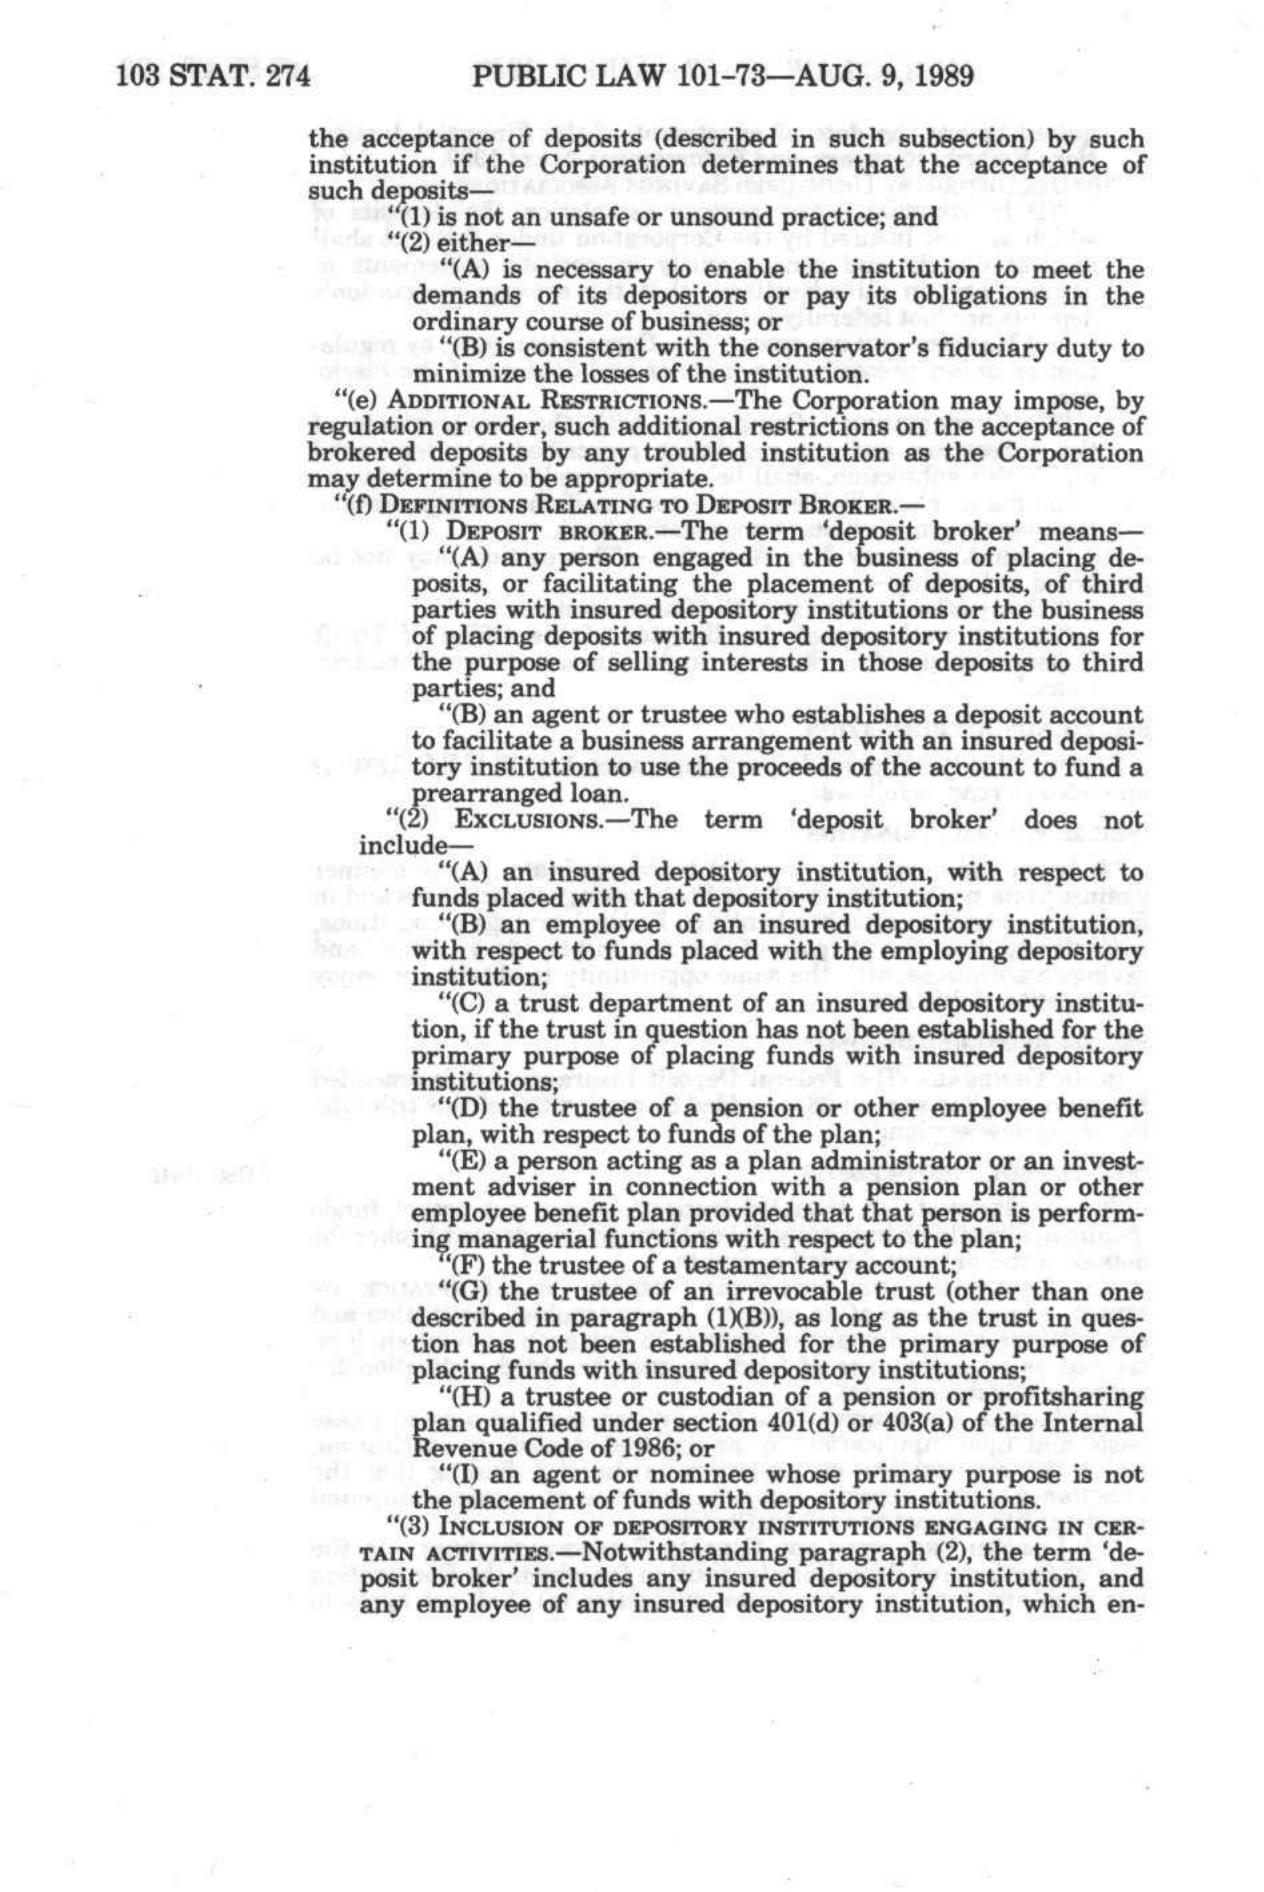 103 STAT. 274 PUBLIC LAW 101-73—AUG. 9, 1989
the acceptance of deposits (described in such subsection) by such
institution if the Corporation determines that the acceptance of
such deposits—
“(1) is not an unsafe or unsound practice; and
“(2) either—
“(A) is necessary to enable the institution to meet the
demands of its depositors or pay its obligations in the
ordinary course of business; or
“(B) is consistent with the conservator's fiduciary duty to
minimize the losses of the institution.
“(e) ADDITIONAL RESTRICTIONS.—The Corporation may impose, by
regulation or order, such additional restrictions on the acceptance of
brokered deposits by any troubled institution as the Corporation
may determine to be appropriate.
“(f) DEFINITIONS RELATING TO DEPOSIT BROKER.—
“(1) DEPOSIT BROKER.—The term ‘deposit broker’ means—
“(A) any person engaged in the business of placing de-
posits, or facilitating the placement of deposits, of third
parties with insured depository institutions or the business
of placing deposits with insured depository institutions for
the purpose of selling interests in those deposits to third
parties; and
“(B) an agent or trustee who establishes a deposit account
to facilitate a business arrangement with an insured deposi-
tory institution to use the proceeds of the account to fund a
prearranged loan.
“(2) EXCLUSIONS.—The term ‘deposit broker’ does not
include—
“(A) an insured depository institution, with respect to
funds placed with that depository institution;
“(B) an employee of an insured depository institution,
with respect to funds placed with the employing depository
institution;
“(C) a trust department of an insured depository institu-
tion, if the trust in question has not been established for the
primary purpose of placing funds with insured depository
institutions;
“(D) the trustee of a pension or other employee benefit
plan, with respect to funds of the plan;
“(E) a person acting as a plan administrator or an invest-
ment adviser in connection with a pension plan or other
employee benefit plan provided that that person is perform-
ing managerial functions with respect to the plan;
“(F) the trustee of a testamentary account;
“(G) the trustee of an irrevocable trust (other than one
described in paragraph (1)(B)), as long as the trust in ques-
tion has not been established for the primary purpose of
placing funds with insured depository institutions;
“(H) a trustee or custodian of a pension or profitsharing
plan qualified under section 401(d) or 403(a) of the Internal
Revenue Code of 1986; or
“(I) an agent or nominee whose primary purpose is not
the placement of funds with depository institutions.
“(3) INCLUSION OF DEPOSITORY INSTITUTIONS ENGAGING IN CER-
TAIN ACTIVITIES.—Notwithstanding paragraph (2), the term ‘de-
posit broker’ includes any insured depository institution, and
any employee of any insured depository institution, which en-